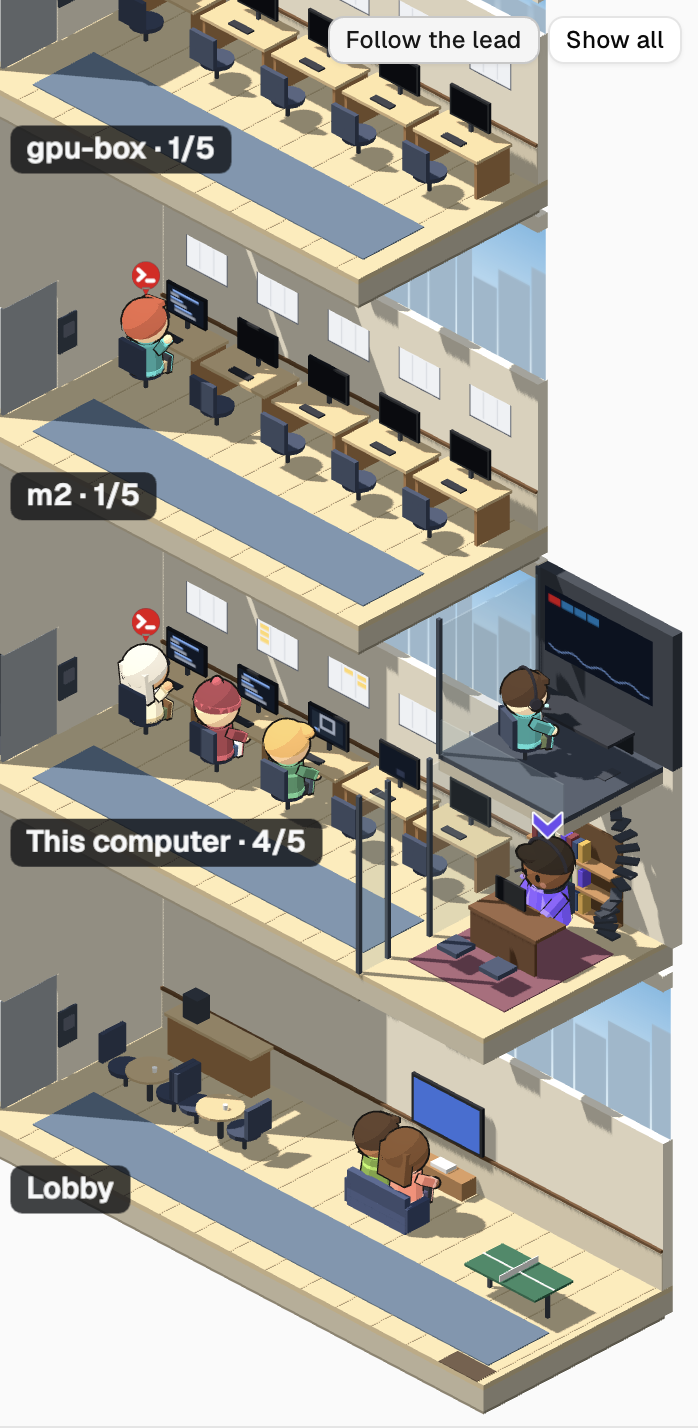 Follow the lead
Show all
gpu-box · 1/5
m2 · 1/5
This computer · 4/5
Lobby